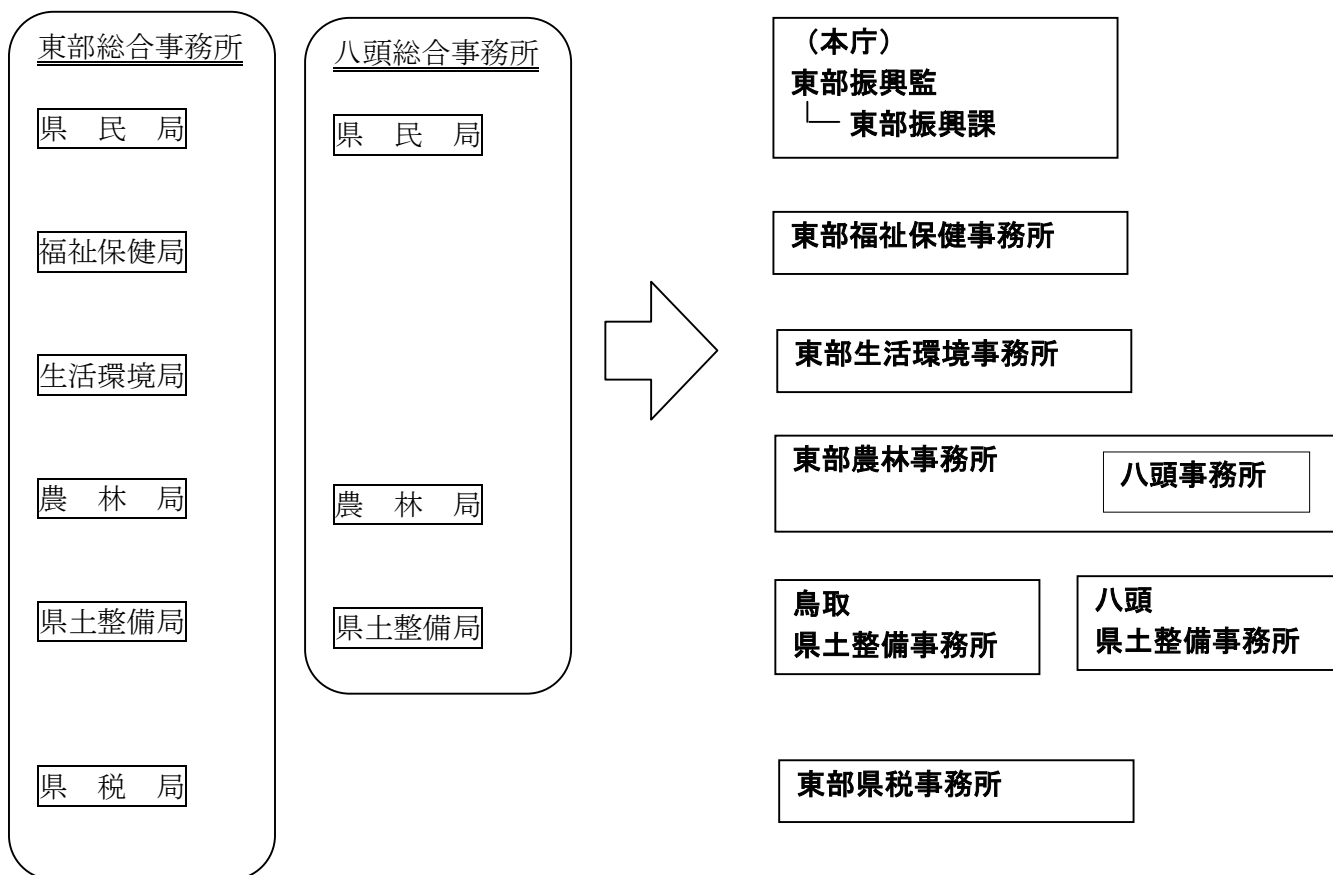 東部総合事務所
県 民 局
福祉保健局
生活環境局
農 林 局
県土整備局
県 税 局
八頭総合事務所
県 民 局
農 林 局
県土整備局
（本庁）
東部振興監
東部振興課
東部福祉保健事務所
東部生活環境事務所
東部農林事務所
八頭事務所
鳥取
県土整備事務所
八頭
県土整備事務所
東部県税事務所